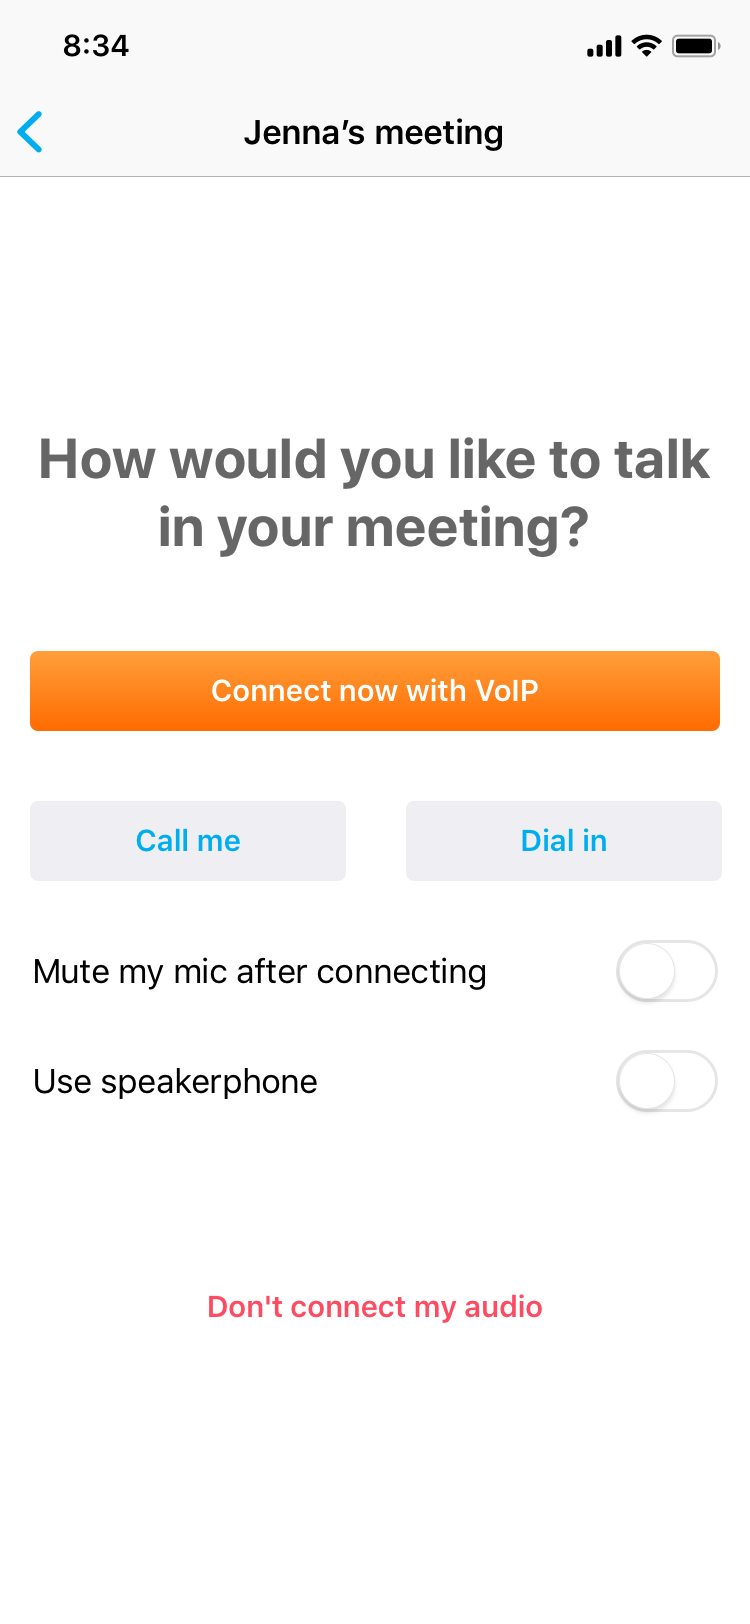 8:34
Jenna’s meeting
How would you like to talk
in your meeting?
Connect now with VoIP
Call me
Dial in
Mute my mic after connecting
Use speakerphone
Don't connect my audio